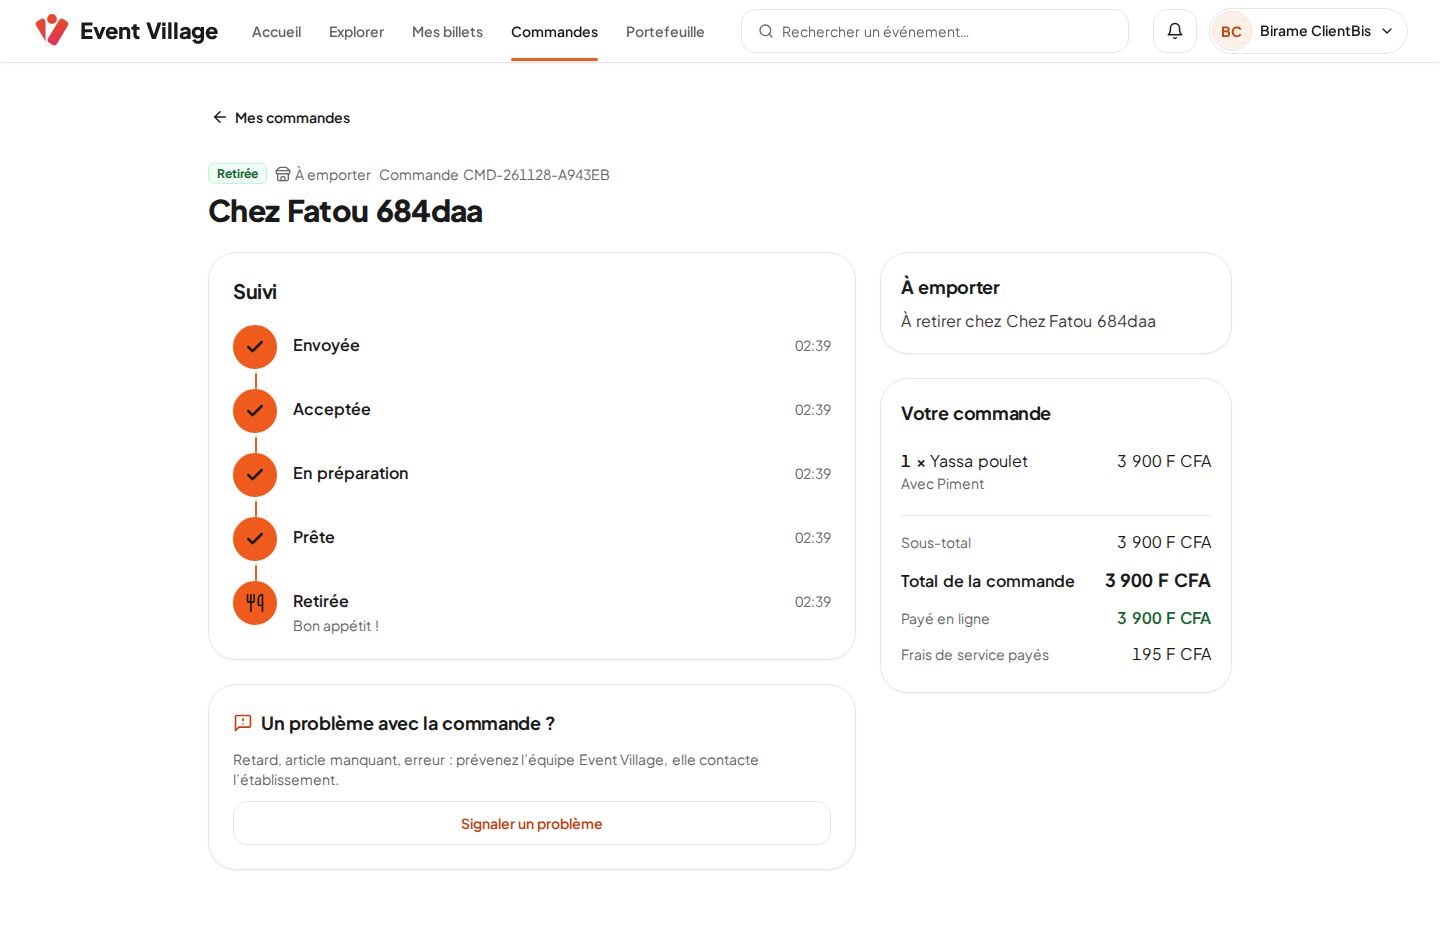 Event Village
Accueil
Explorer
Mes billets
Commandes
Portefeuille
Rechercher un événement…
BC
Birame ClientBis
Mes commandes
Retirée
À emporter
Commande CMD-261128-A943EB
Chez Fatou 684daa
Suivi
Envoyée
02:39
Acceptée
02:39
En préparation
02:39
Prête
02:39
Retirée
02:39
Bon appétit !
Un problème avec la commande ?
Retard, article manquant, erreur : prévenez l’équipe Event Village, elle contacte
l’établissement.
Signaler un problème
À emporter
À retirer chez Chez Fatou 684daa
Votre commande
1 × Yassa poulet
3 900 F CFA
Avec Piment
Sous-total
3 900 F CFA
Total de la commande
3 900 F CFA
Payé en ligne
3 900 F CFA
Frais de service payés
195 F CFA